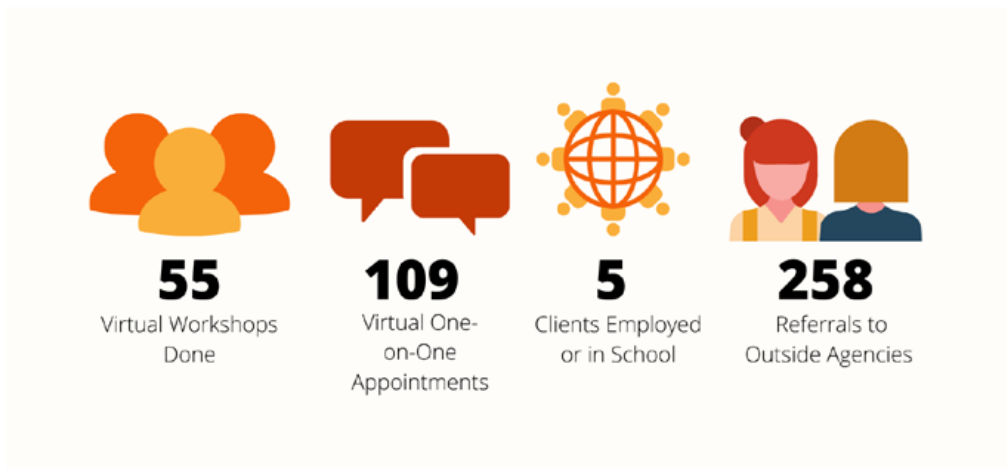 55
Virtual Workshops
Done
109
Virtual One-
on-One
Appointments
5
Clients Employed
or in School
258
Referrals to
Outside Agencies